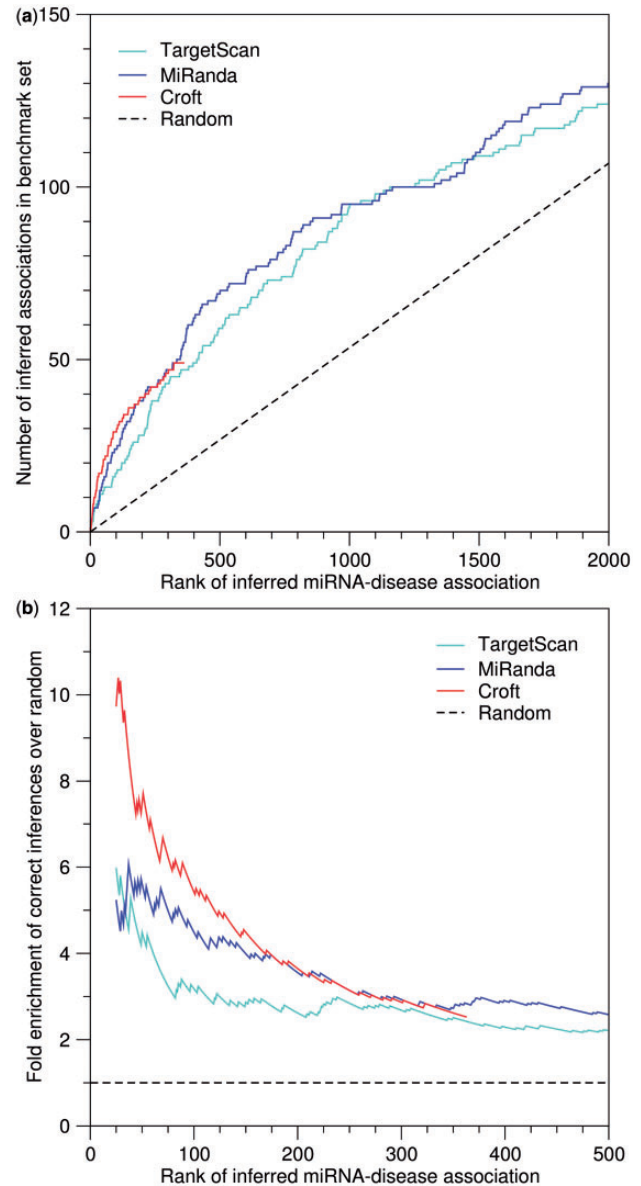 (a)
150
100
50
0
Number of inferred associations in benchmark set
TargetScan
MiRanda
Croft
Random
0
500
1000
1500
2000
Rank of inferred miRNA-disease association
(b)
12
10
8
6
4
2
0
Fold enrichment of correct inferences over random
TargetScan
MiRanda
Croft
Random
0
100
200
300
400
500
Rank of inferred miRNA-disease association